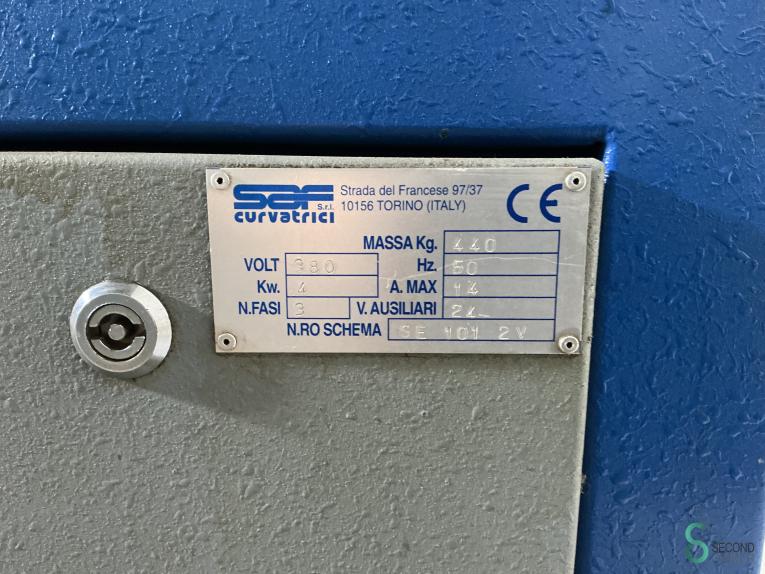 saf S.r.l.
curvatrici
Strada del Francese 97/37
10156 TORINO (ITALY)
CE
MASSA Kg. 440
VOLT 380 Hz. 50
Kw. 4 A. MAX 14
N.FASI 3 V. AUSILIARI 24
N.RO SCHEMA SE 101 2V
SECOND